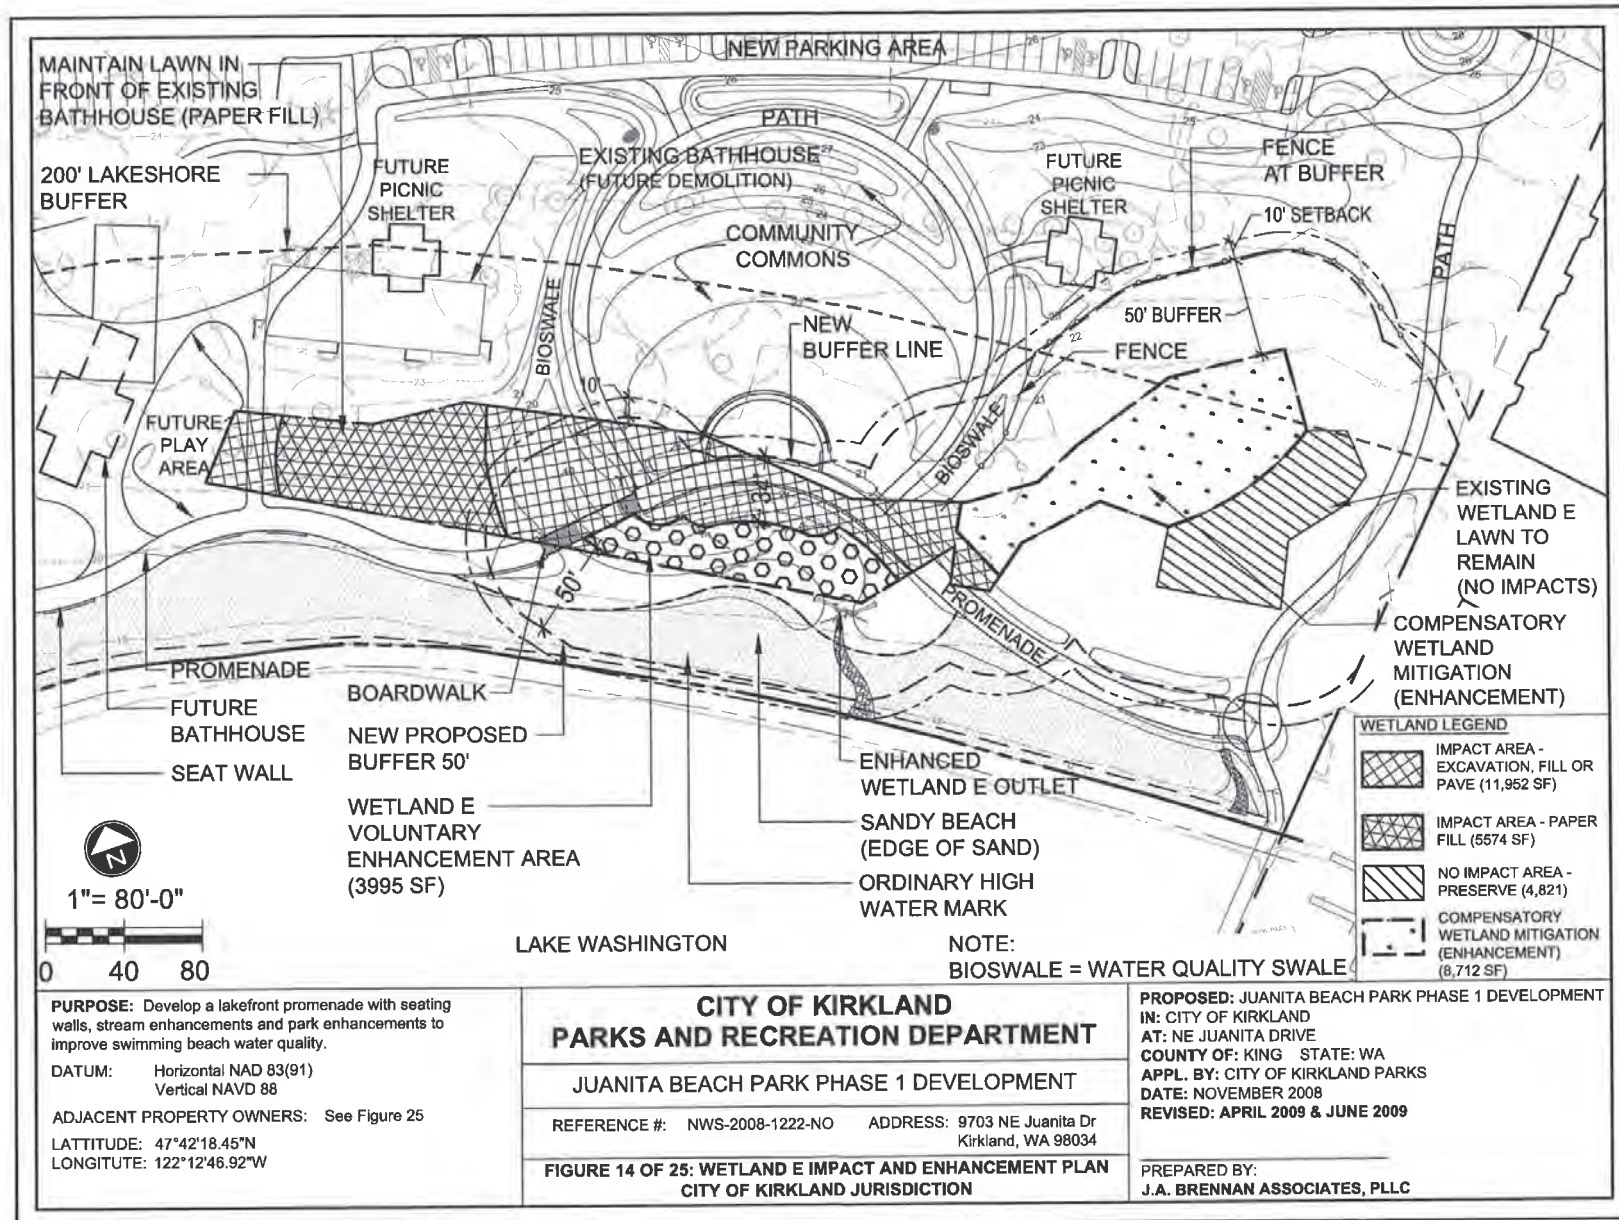 NEW PARKING AREA
MAINTAIN LAWN IN
FRONT OF EXISTING
BATHHOUSE (PAPER FILL)
PATH
200' LAKESHORE
BUFFER
FUTURE
PICNIC
SHELTER
EXISTING BATHHOUSE
(FUTURE DEMOLITION)
COMMUNITY
COMMONS
FUTURE
PICNIC
SHELTER
FENCE
AT BUFFER
10' SETBACK
PATH
50' BUFFER
BIOSWALE
NEW
BUFFER LINE
FENCE
10'
FUTURE
PLAY
AREA
34'
BIOSWALE
50'
EXISTING
WETLAND E
LAWN TO
REMAIN
(NO IMPACTS)
PROMENADE
COMPENSATORY
WETLAND
MITIGATION
(ENHANCEMENT)
PROMENADE
FUTURE
BATHHOUSE
SEAT WALL
BOARDWALK
NEW PROPOSED
BUFFER 50'
WETLAND E
VOLUNTARY
ENHANCEMENT AREA
(3995 SF)
ENHANCED
WETLAND E OUTLET
SANDY BEACH
(EDGE OF SAND)
ORDINARY HIGH
WATER MARK
WETLAND LEGEND
IMPACT AREA -
EXCAVATION, FILL OR
PAVE (11,952 SF)
IMPACT AREA - PAPER
FILL (5574 SF)
NO IMPACT AREA -
PRESERVE (4,821)
COMPENSATORY
WETLAND MITIGATION
(ENHANCEMENT)
(8,712 SF)
N
1"= 80'-0"
0 40 80
LAKE WASHINGTON
NOTE:
BIOSWALE = WATER QUALITY SWALE
PURPOSE: Develop a lakefront promenade with seating
walls, stream enhancements and park enhancements to
improve swimming beach water quality.
DATUM: Horizontal NAD 83(91)
Vertical NAVD 88
ADJACENT PROPERTY OWNERS: See Figure 25
LATTITUDE: 47°42'18.45"N
LONGITUTE: 122°12'46.92"W
CITY OF KIRKLAND
PARKS AND RECREATION DEPARTMENT
JUANITA BEACH PARK PHASE 1 DEVELOPMENT
REFERENCE #: NWS-2008-1222-NO ADDRESS: 9703 NE Juanita Dr
Kirkland, WA 98034
FIGURE 14 OF 25: WETLAND E IMPACT AND ENHANCEMENT PLAN
CITY OF KIRKLAND JURISDICTION
PROPOSED: JUANITA BEACH PARK PHASE 1 DEVELOPMENT
IN: CITY OF KIRKLAND
AT: NE JUANITA DRIVE
COUNTY OF: KING STATE: WA
APPL. BY: CITY OF KIRKLAND PARKS
DATE: NOVEMBER 2008
REVISED: APRIL 2009 & JUNE 2009
PREPARED BY:
J.A. BRENNAN ASSOCIATES, PLLC